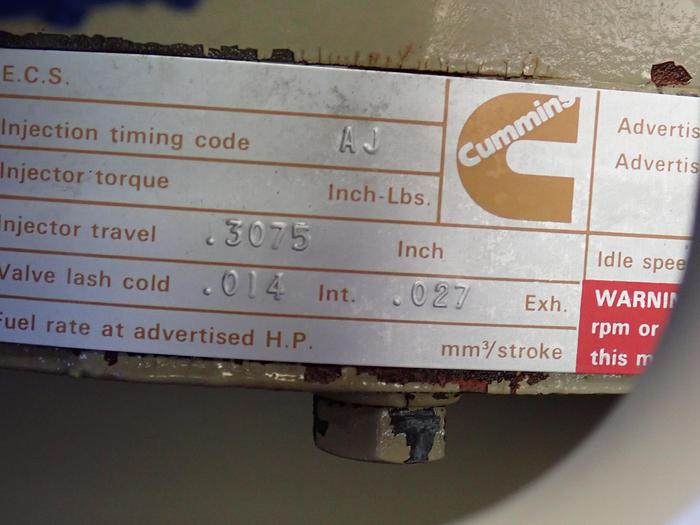 E.C.S.
Injection timing code AJ
Injector torque Inch-Lbs.
Injector travel .3075 Inch
Valve lash cold .014 Int. .027 Exh.
Fuel rate at advertised H.P. mm³/stroke
Cummins
Advertis
Advertis
Idle spee
WARNIN
rpm or
this m